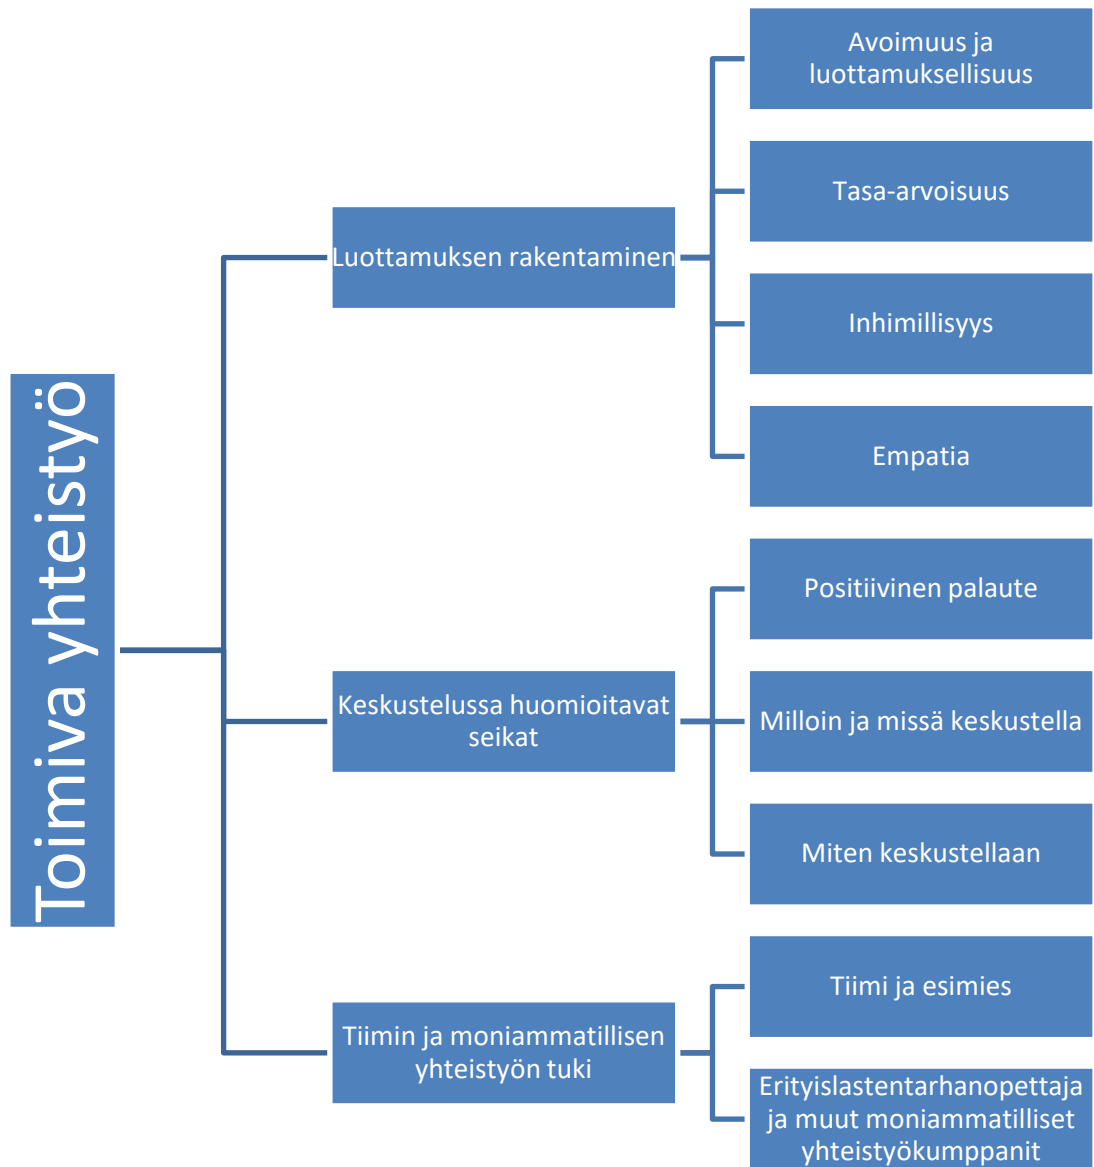 Toimiva yhteistyö
Luottamuksen rakentaminen
Avoimuus ja
luottamuksellisuus
Tasa-arvoisuus
Inhimillisyys
Empatia
Keskustelussa huomioitavat
seikat
Positiivinen palaute
Milloin ja missä keskustella
Miten keskustellaan
Tiimin ja moniammatillisen
yhteistyön tuki
Tiimi ja esimies
Erityislastentarhanopettaja
ja muut moniammatilliset
yhteistyökumppanit